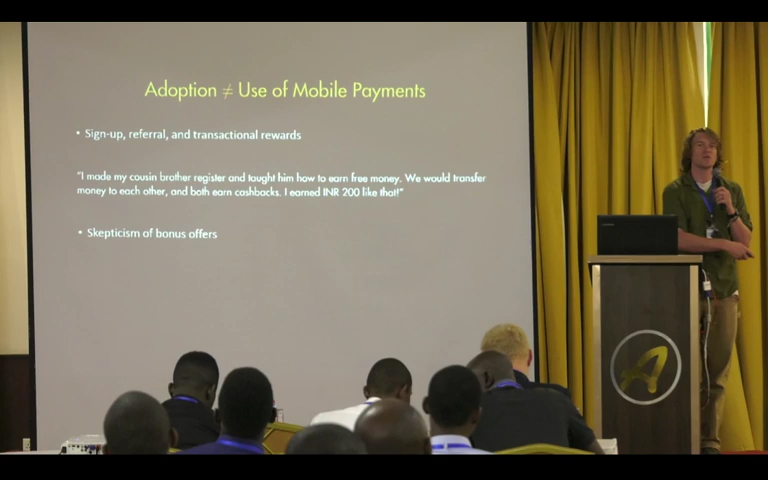 Adoption ≠ Use of Mobile Payments
• Sign-up, referral, and transactional rewards
"I made my cousin brother register and taught him how to earn free money. We would transfer
money to each other, and both earn cashbacks. I earned INR 200 like that!"
• Skepticism of bonus offers
A